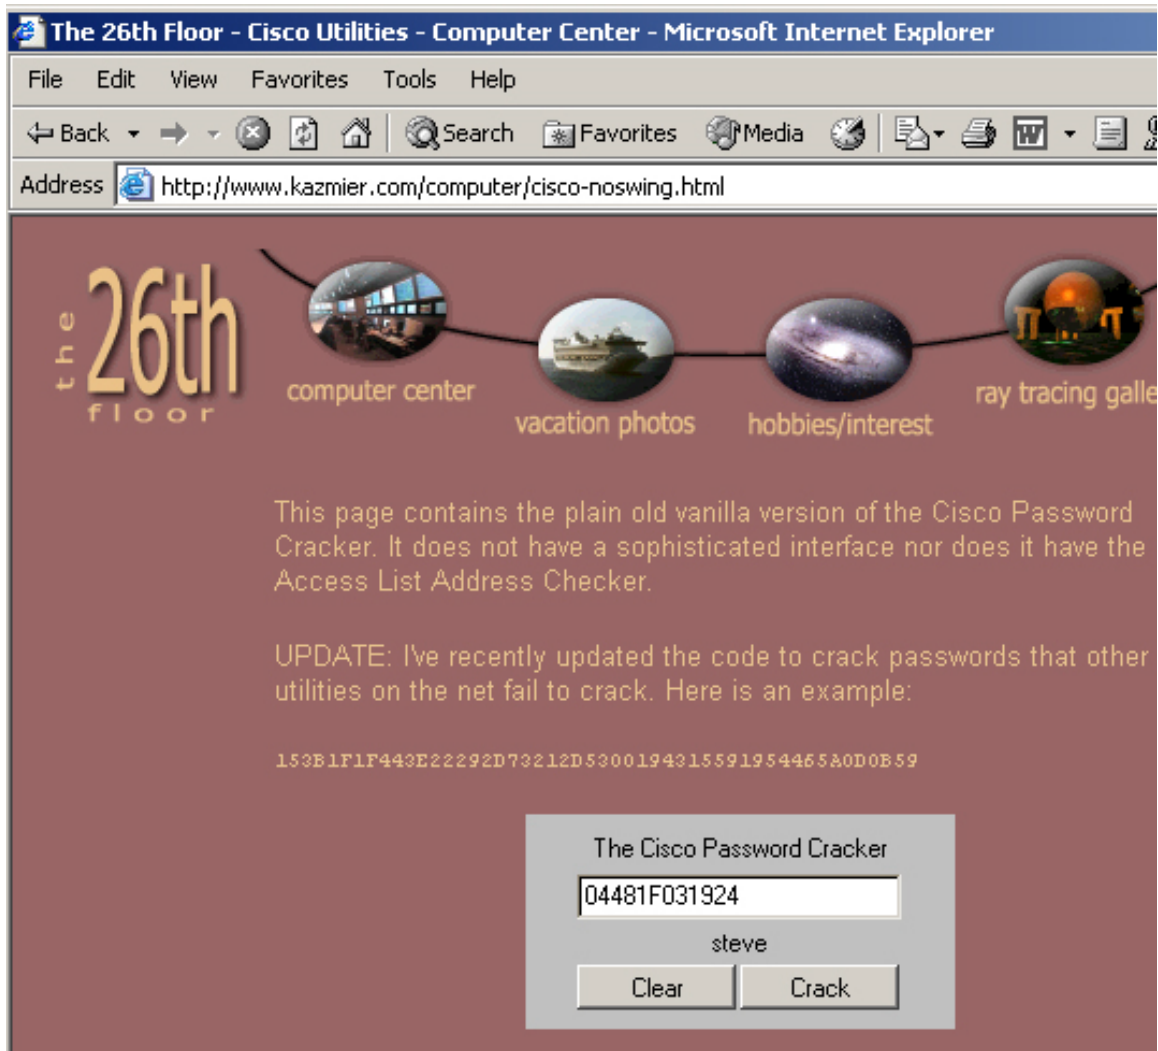 The 26th Floor - Cisco Utilities - Computer Center - Microsoft Internet Explorer
File Edit View Favorites Tools Help
Back Search Favorites Media
Address http://www.kazmier.com/computer/cisco-noswing.html
the 26th floor
computer center
vacation photos
hobbies/interest
ray tracing galle
This page contains the plain old vanilla version of the Cisco Password
Cracker. It does not have a sophisticated interface nor does it have the
Access List Address Checker.
UPDATE: I've recently updated the code to crack passwords that other
utilities on the net fail to crack. Here is an example:
153B1F1F443E22292D73212D5300194315591954465A0D0B59
The Cisco Password Cracker
04481F031924
steve
Clear Crack